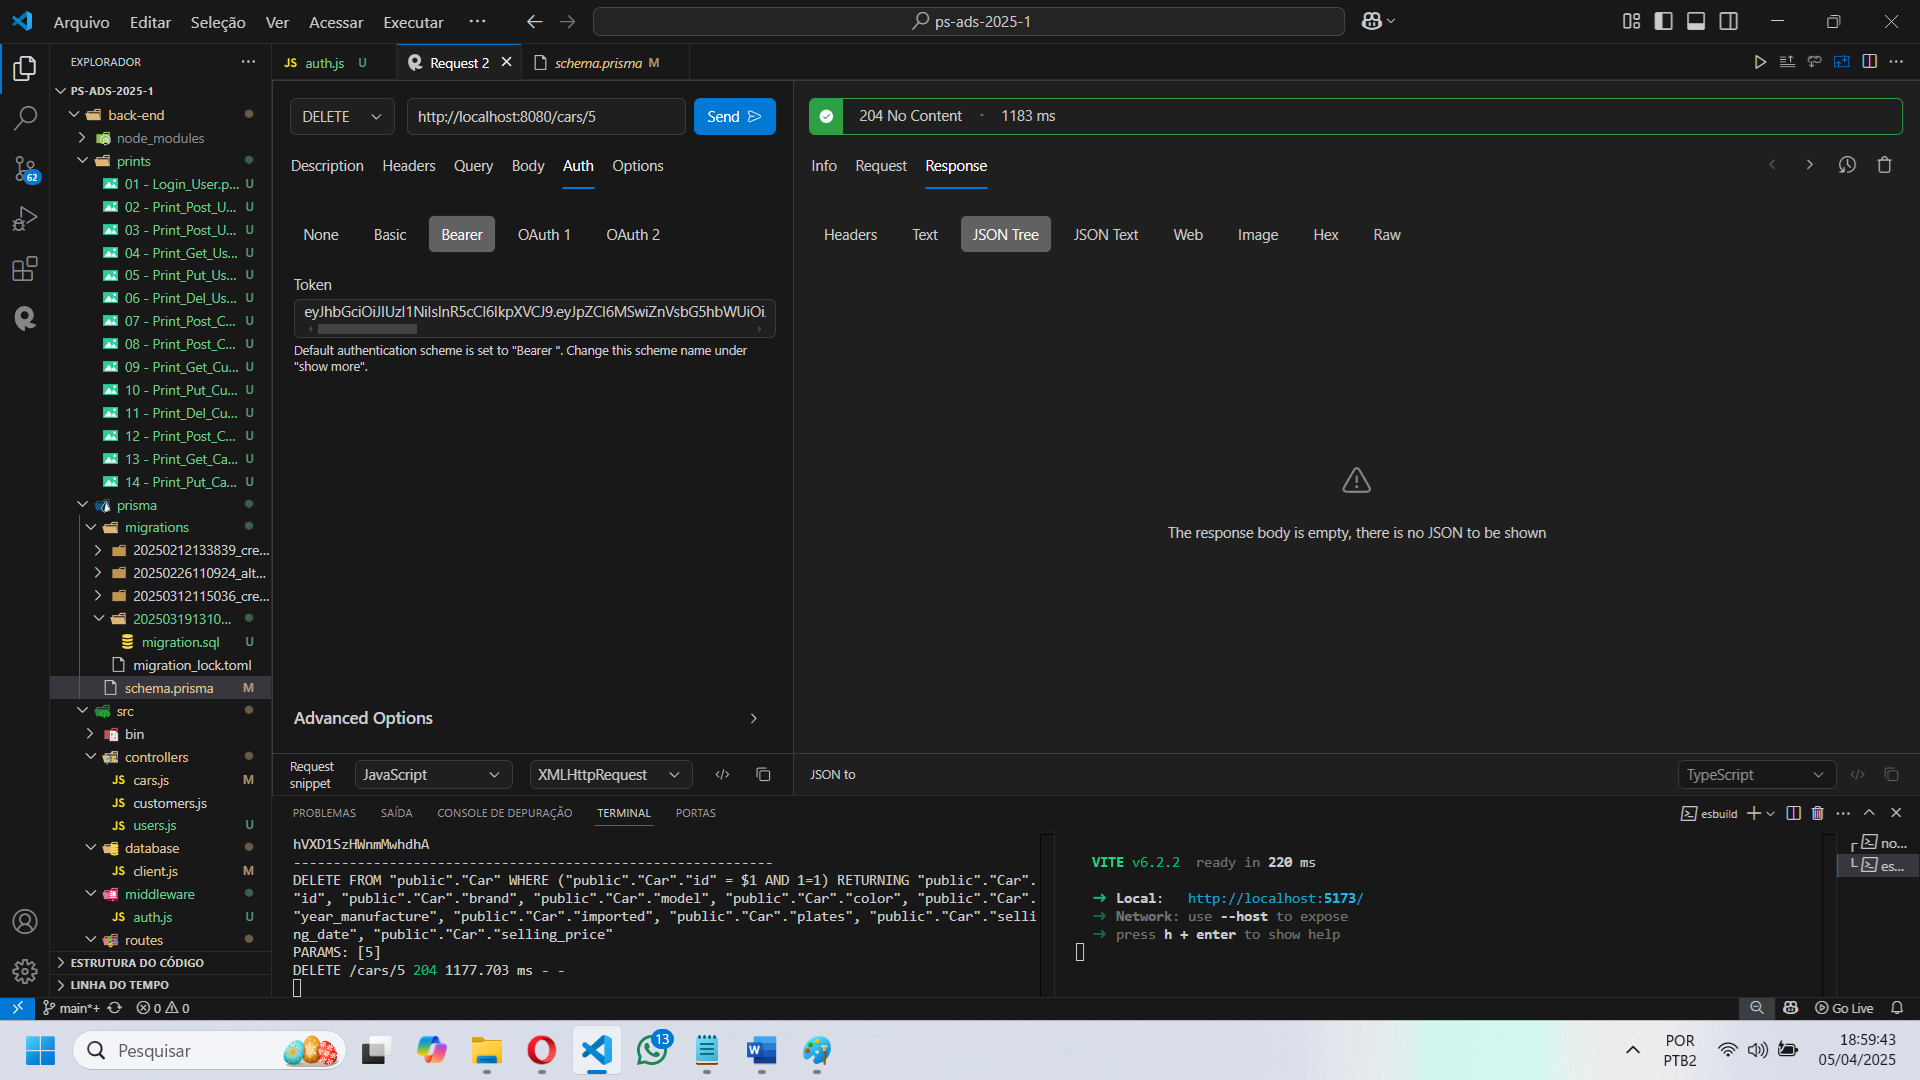 Arquivo Editar Seleção Ver Acessar Executar ··· ps-ads-2025-1
EXPLORADOR ···
PS-ADS-2025-1
back-end
node_modules
prints
01 - Login_User.p... U
02 - Print_Post_U... U
03 - Print_Post_U... U
04 - Print_Get_Us... U
05 - Print_Put_Us... U
06 - Print_Del_Us... U
07 - Print_Post_C... U
08 - Print_Post_C... U
09 - Print_Get_Cu... U
10 - Print_Put_Cu... U
11 - Print_Del_Cu... U
12 - Print_Post_C... U
13 - Print_Get_Ca... U
14 - Print_Put_Ca... U
prisma
migrations
20250212133839_cre...
20250226110924_alt...
20250312115036_cre...
202503191310...
migration.sql U
migration_lock.toml
schema.prisma M
src
bin
controllers
JS cars.js M
JS customers.js
JS users.js U
database
JS client.js M
middleware
JS auth.js U
routes
ESTRUTURA DO CÓDIGO
LINHA DO TEMPO
62
JS auth.js U
Request 2
schema.prisma M
DELETE http://localhost:8080/cars/5 Send
Description Headers Query Body Auth Options
None Basic Bearer OAuth 1 OAuth 2
Token
eyJhbGciOiJIUzI1NiIsInR5cCI6IkpXVCJ9.eyJpZCI6MSwiZnVsbG5hbWUiOi
Default authentication scheme is set to "Bearer ". Change this scheme name under
"show more".
Advanced Options
Request
snippet
JavaScript XMLHttpRequest
204 No Content · 1183 ms
Info Request Response
Headers Text JSON Tree JSON Text Web Image Hex Raw
The response body is empty, there is no JSON to be shown
JSON to TypeScript
PROBLEMAS SAÍDA CONSOLE DE DEPURAÇÃO TERMINAL PORTAS
esbuild
hVXD1SzHWnmMwhdhA
------------------------------------------------------------
DELETE FROM "public"."Car" WHERE ("public"."Car"."id" = $1 AND 1=1) RETURNING "public"."Car".
"id", "public"."Car"."brand", "public"."Car"."model", "public"."Car"."color", "public"."Car".
"year_manufacture", "public"."Car"."imported", "public"."Car"."plates", "public"."Car"."selli
ng_date", "public"."Car"."selling_price"
PARAMS: [5]
DELETE /cars/5 204 1177.703 ms - -
VITE v6.2.2 ready in 220 ms
➜ Local: http://localhost:5173/
➜ Network: use --host to expose
➜ press h + enter to show help
no...
es...
main*+ 0 0 Go Live
Pesquisar
13
POR
PTB2
18:59:43
05/04/2025